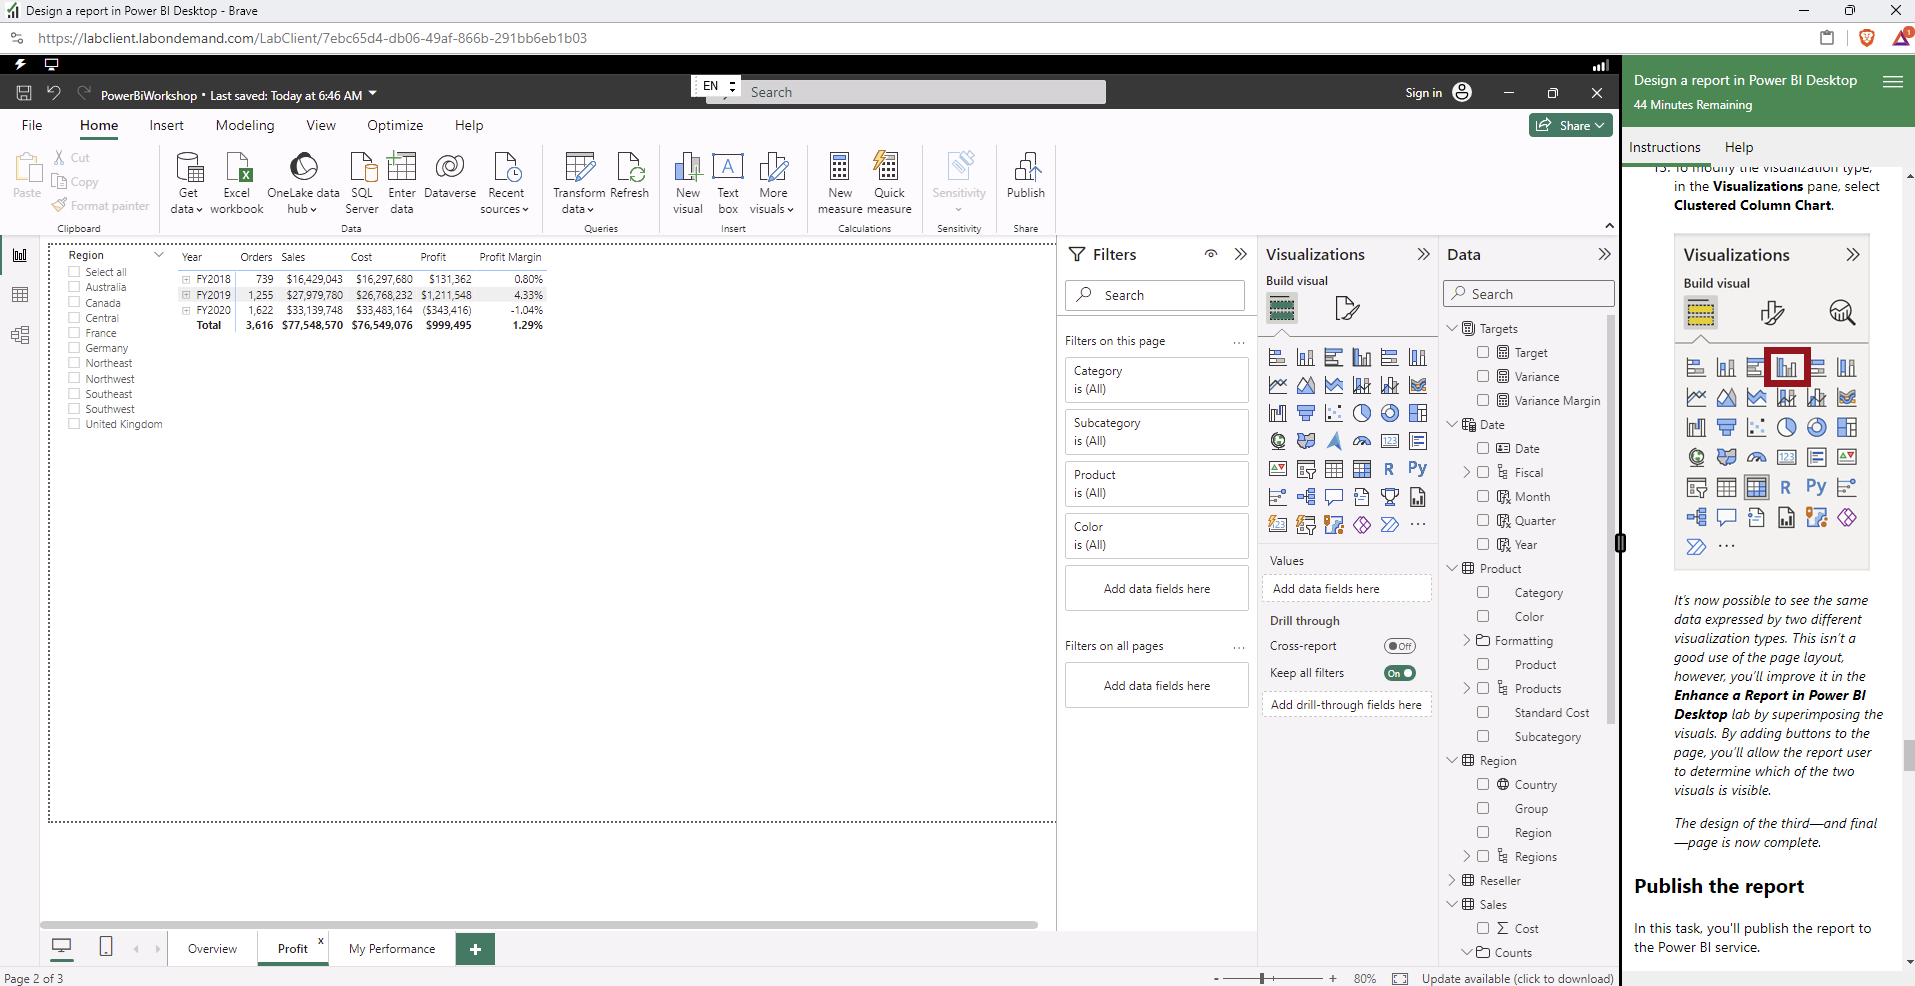 Design a report in Power BI Desktop - Brave
https://labclient.labondemand.com/LabClient/7ebc65d4-db06-49af-866b-291bb6eb1b03
PowerBiWorkshop • Last saved: Today at 6:46 AM
EN
Search
Sign in
File
Home
Insert
Modeling
View
Optimize
Help
Share
Paste
Cut
Copy
Format painter
Clipboard
Get data
Excel workbook
OneLake data hub
SQL Server
Enter data
Dataverse
Recent sources
Data
Transform data
Refresh
Queries
New visual
Text box
More visuals
Insert
New measure
Quick measure
Calculations
Sensitivity
Sensitivity
Publish
Share
Region
Select all
Australia
Canada
Central
France
Germany
Northeast
Northwest
Southeast
Southwest
United Kingdom
Year Orders Sales Cost Profit Profit Margin
FY2018 739 $16,429,043 $16,297,680 $131,362 0.80%
FY2019 1,255 $27,979,780 $26,768,232 $1,211,548 4.33%
FY2020 1,622 $33,139,748 $33,483,164 ($343,416) -1.04%
Total 3,616 $77,548,570 $76,549,076 $999,495 1.29%
Filters
Search
Filters on this page
Category
is (All)
Subcategory
is (All)
Product
is (All)
Color
is (All)
Add data fields here
Filters on all pages
Add data fields here
Visualizations
Build visual
123
R
Py
123
Values
Add data fields here
Drill through
Cross-report
Off
Keep all filters
On
Add drill-through fields here
Data
Search
Targets
Target
Variance
Variance Margin
Date
Date
Fiscal
Month
Quarter
Year
Product
Category
Color
Formatting
Product
Products
Standard Cost
Subcategory
Region
Country
Group
Region
Regions
Reseller
Sales
Cost
Counts
Overview
Profit
x
My Performance
+
Page 2 of 3
- + 80%
Update available (click to download)
Design a report in Power BI Desktop
44 Minutes Remaining
Instructions
Help
13. To modify the visualization type,
in the Visualizations pane, select
Clustered Column Chart.
Visualizations
Build visual
123
R
Py
It's now possible to see the same
data expressed by two different
visualization types. This isn't a
good use of the page layout,
however, you'll improve it in the
Enhance a Report in Power BI
Desktop lab by superimposing the
visuals. By adding buttons to the
page, you'll allow the report user
to determine which of the two
visuals is visible.
The design of the third—and final
—page is now complete.
Publish the report
In this task, you'll publish the report to
the Power BI service.